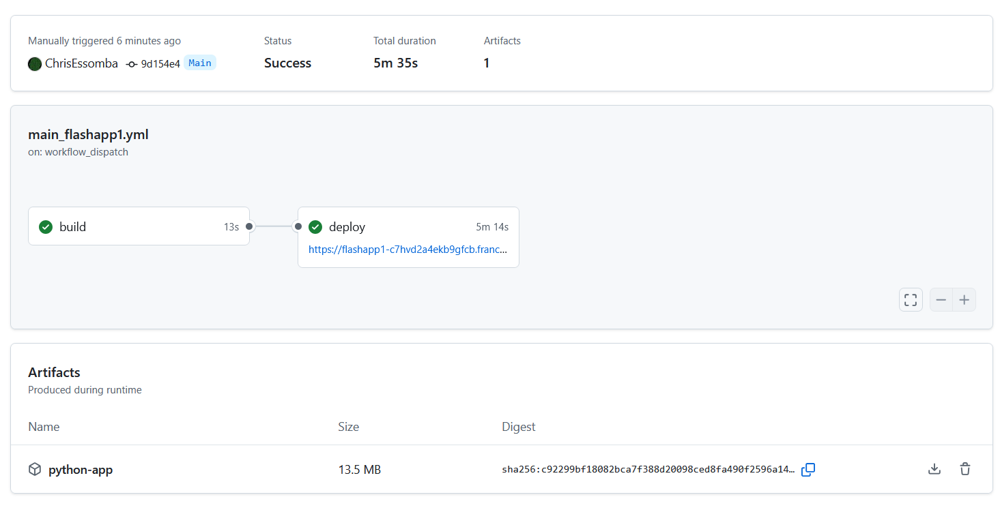 Manually triggered 6 minutes ago
Status
Total duration
Artifacts
ChrisEssomba 9d154e4 Main
Success
5m 35s
1
main_flashapp1.yml
on: workflow_dispatch
build 13s
deploy 5m 14s
https://flashapp1-c7hvd2a4ekb9gfcb.franc...
Artifacts
Produced during runtime
Name Size Digest
python-app 13.5 MB sha256:c92299bf18082bca7f388d20098ced8fa490f2596a14...